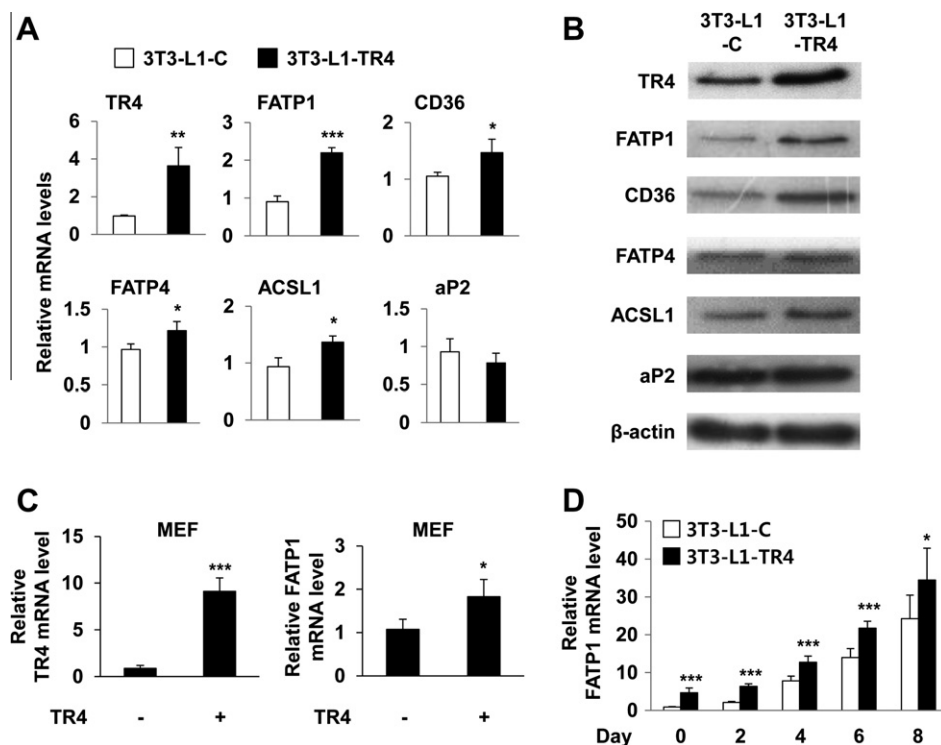 A
3T3-L1-C 3T3-L1-TR4
Relative mRNA levels
TR4
**
6
4
2
0
FATP1
***
3
2
1
0
CD36
*
2
1
0
FATP4
*
1.5
1
0.5
0
ACSL1
*
2
1
0
aP2
1.5
1
0.5
0
B
3T3-L1
-C
3T3-L1
-TR4
TR4
FATP1
CD36
FATP4
ACSL1
aP2
β-actin
C
Relative
TR4 mRNA level
MEF
***
15
10
5
0
TR4 - +
Relative FATP1
mRNA level
MEF
*
3
2
1
0
TR4 - +
D
Relative
FATP1 mRNA level
3T3-L1-C
3T3-L1-TR4
50
40
30
20
10
0
*** *** *** *** *
Day 0 2 4 6 8